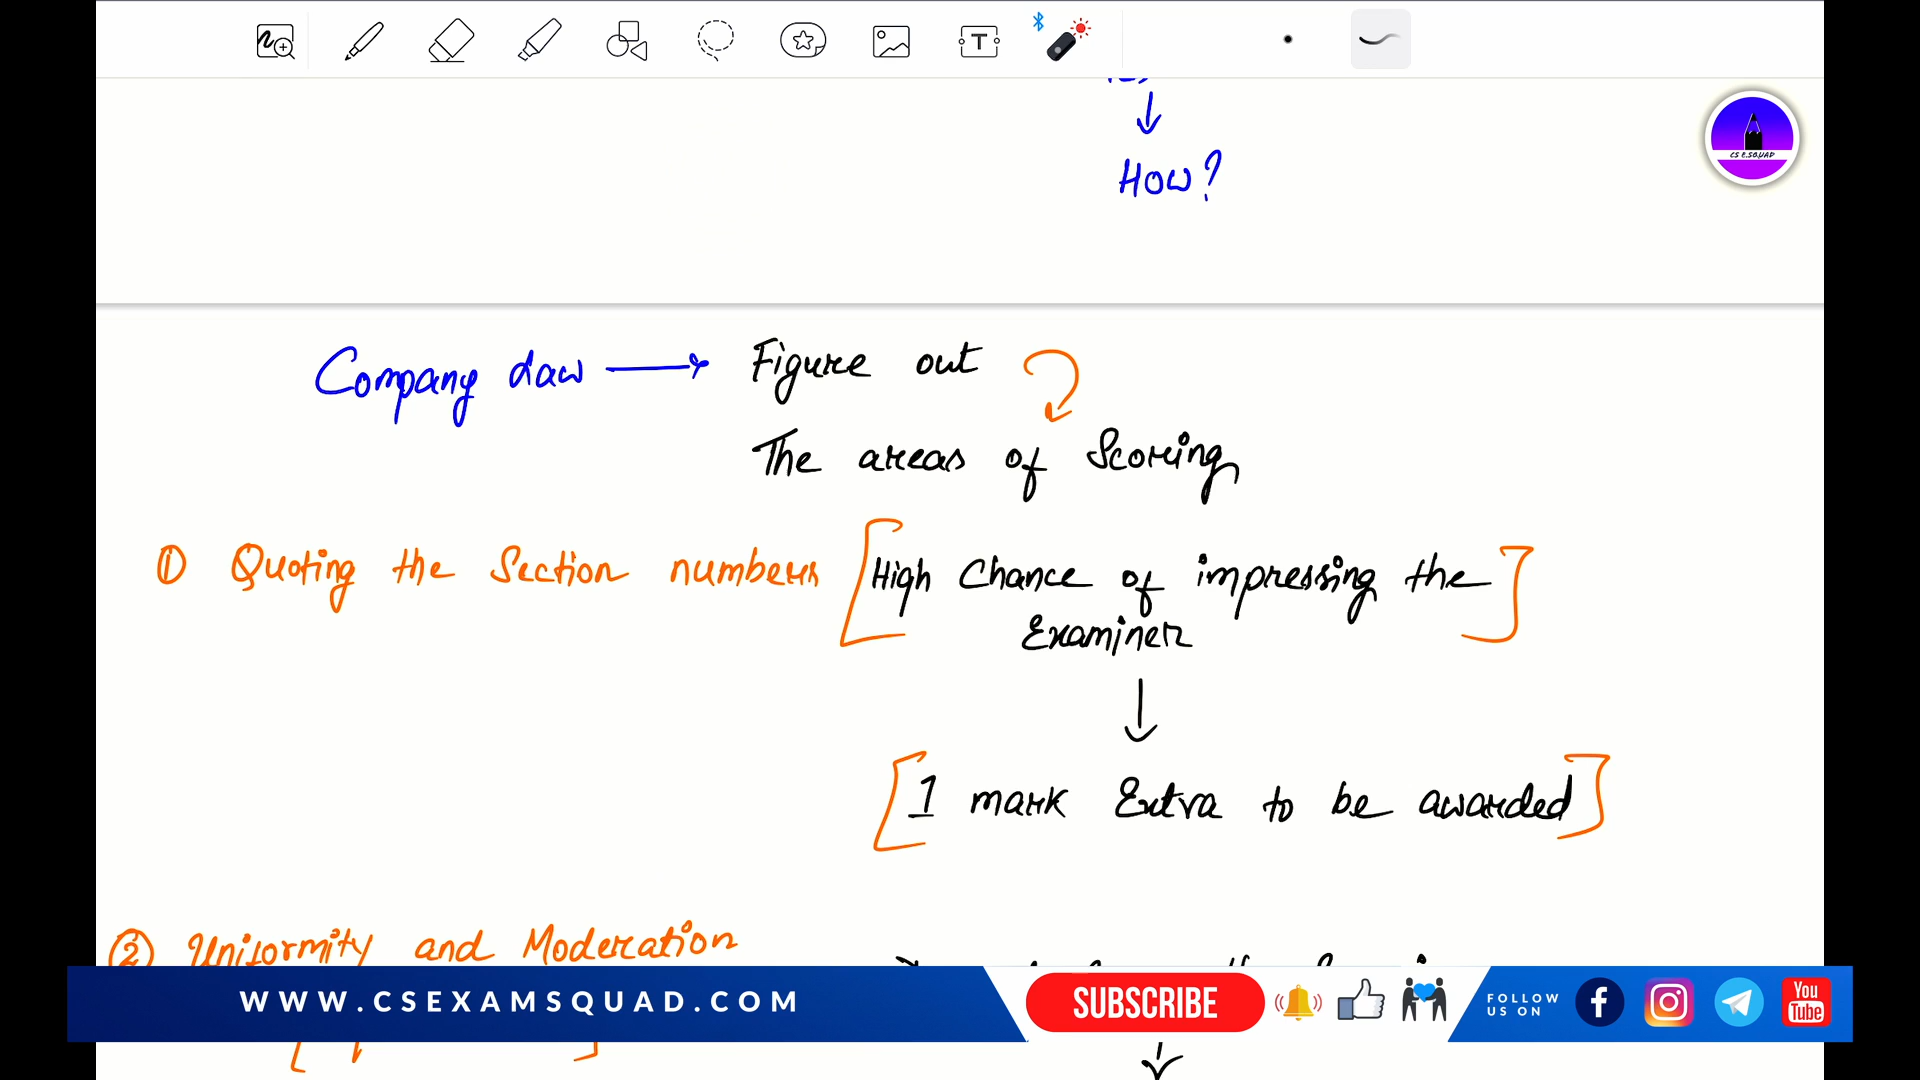 How?
CS E.SQUAD
Company Law → Figure out
The areas of Scoring
① Quoting the Section numbers [High Chance of impressing the
Examiner]
[1 mark Extra to be awarded]
② Uniformity and Moderation
WWW.CSEXAMSQUAD.COM
SUBSCRIBE
FOLLOW
US ON
You
Tube